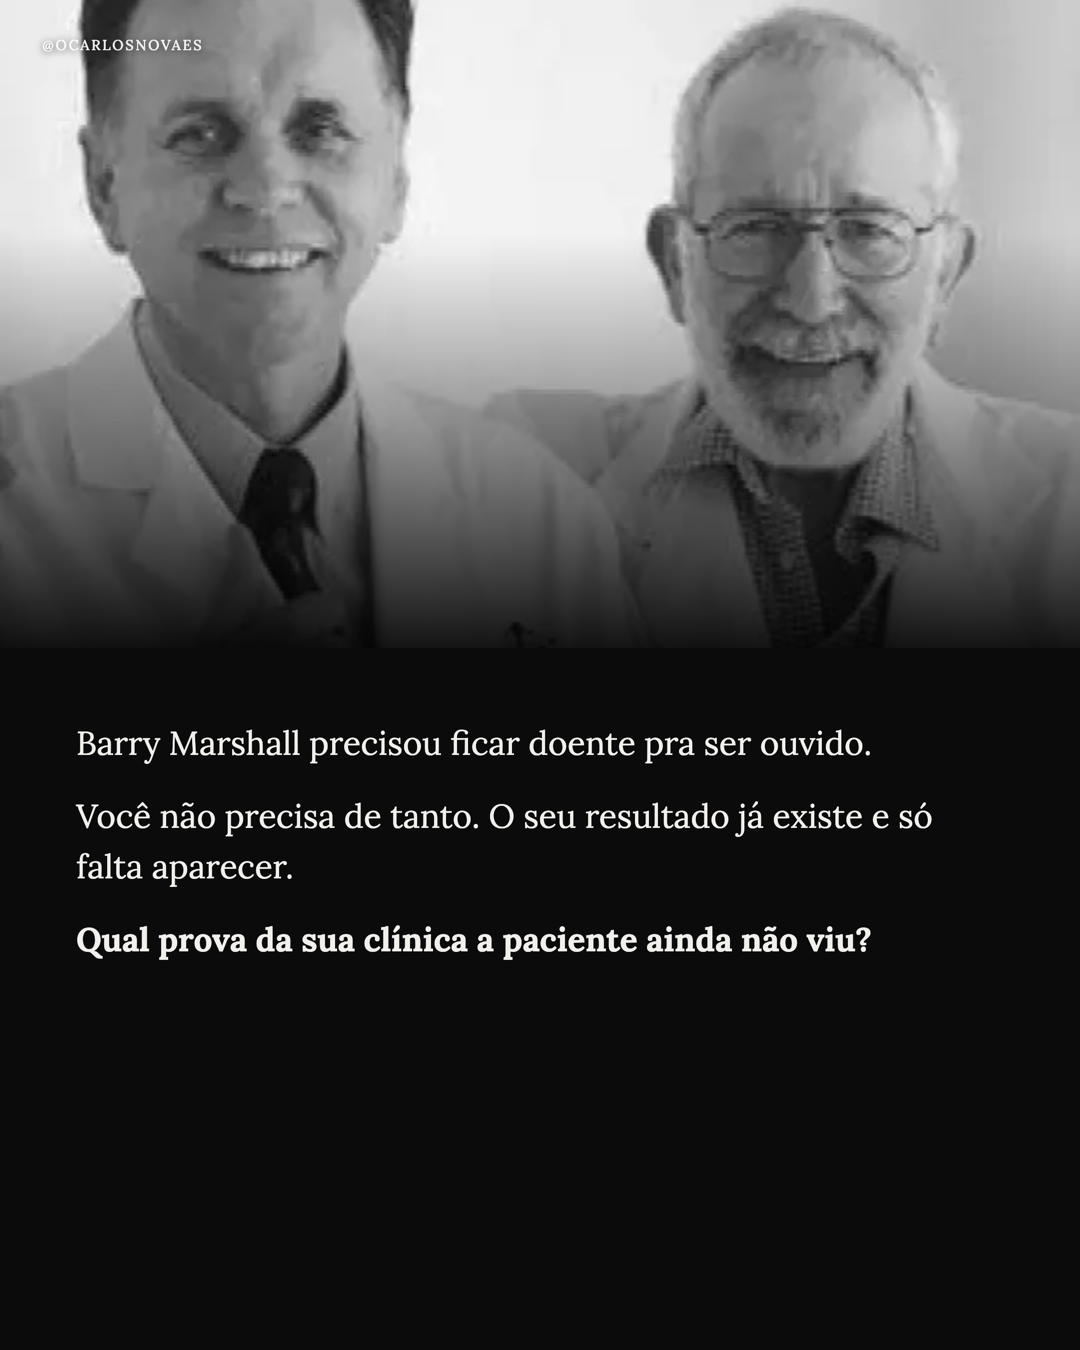 @OCARLOSNOVAES
Barry Marshall precisou ficar doente pra ser ouvido.
Você não precisa de tanto. O seu resultado já existe e só
falta aparecer.
Qual prova da sua clínica a paciente ainda não viu?